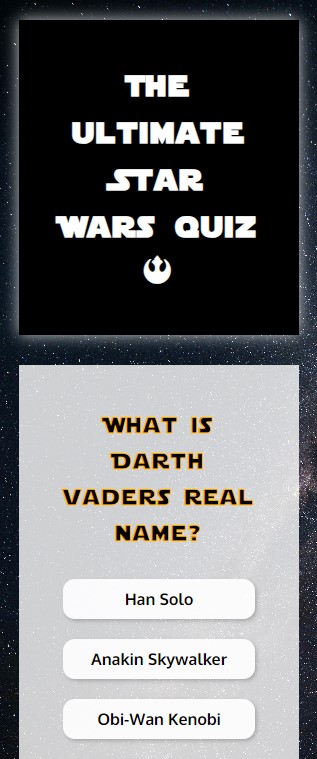 THE
ULTIMATE
STAR
WARS QUIZ
WHAT IS
DARTH
VADERS REAL
NAME?
Han Solo
Anakin Skywalker
Obi-Wan Kenobi